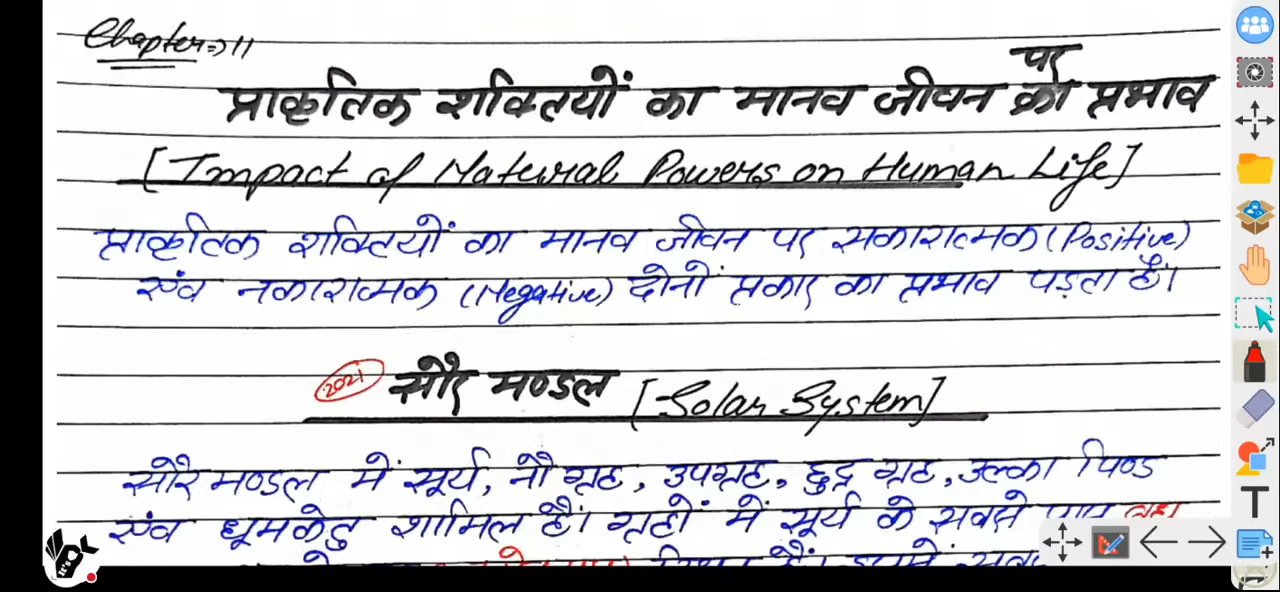 Chapter⇒11
पर
प्राकृतिक शक्तियों का मानव जीवन को प्रभाव
[Impact of Natural Powers on Human Life]
प्राकृतिक शक्तियों का मानव जीवन पर सकारात्मक (Positive)
एंव नकारात्मक (Negative) दोनों प्रकार का प्रभाव पड़ता है।
2021 सौर मण्डल [Solar System]
सौर मण्डल में सूर्य, नौ ग्रह, उपग्रह, छुद्र ग्रह, उल्का पिण्ड
एंव धूमकेतु शामिल है। ग्रहों में सूर्य के सबसे पास